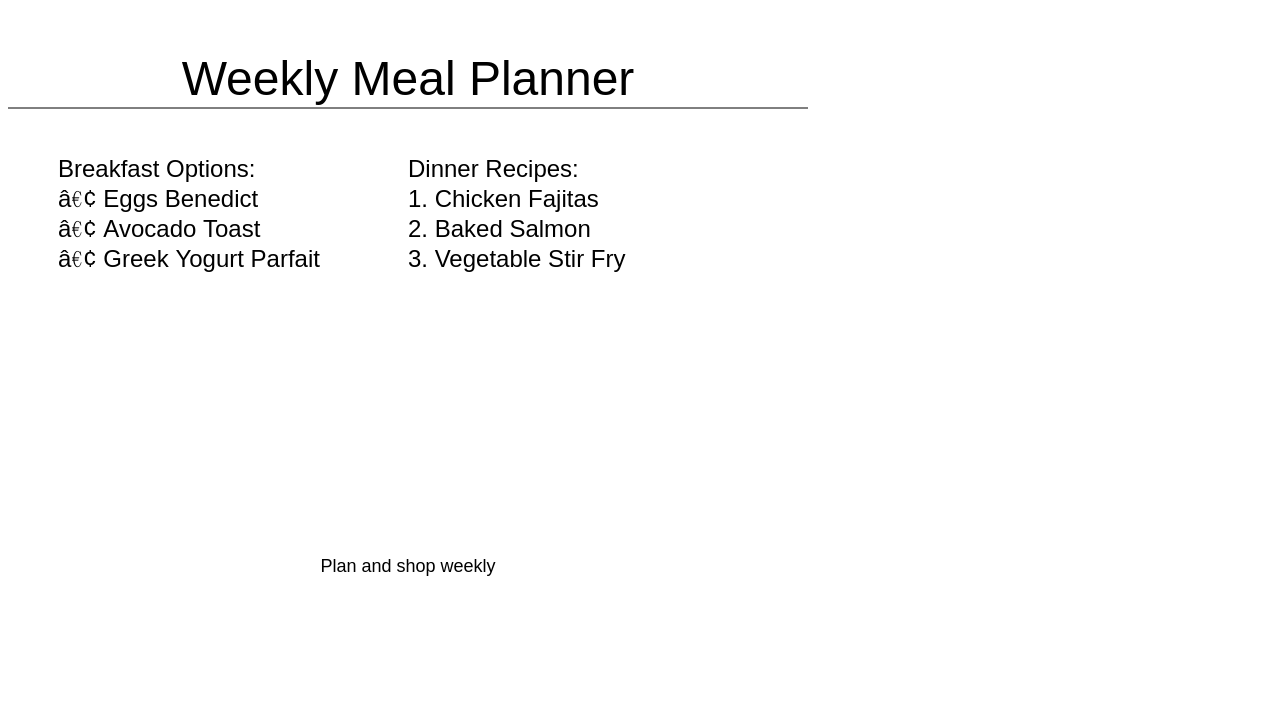 Weekly Meal Planner
Breakfast Options:
â€¢ Eggs Benedict
â€¢ Avocado Toast
â€¢ Greek Yogurt Parfait
Dinner Recipes:
1. Chicken Fajitas
2. Baked Salmon
3. Vegetable Stir Fry
Plan and shop weekly